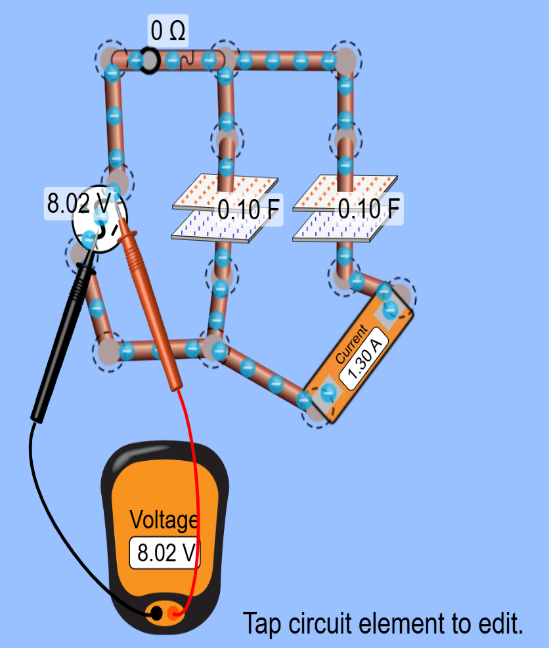 0 Ω
8.02 V
0.10 F
0.10 F
Current
1.30 A
Voltage
8.02 V
Tap circuit element to edit.